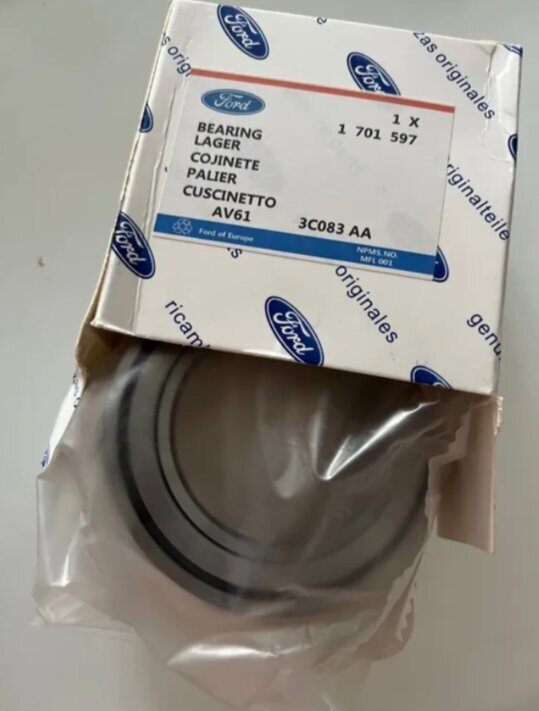 Ford
zas originales
Ford
Ford
1 X
1 701 597
BEARING
LAGER
COJINETE
PALIER
CUSCINETTO
AV61 3C083 AA
Ford of Europe
NPMS. NO.
MFL 001
originalteile
Ford
originales
Ford
ricam
genu